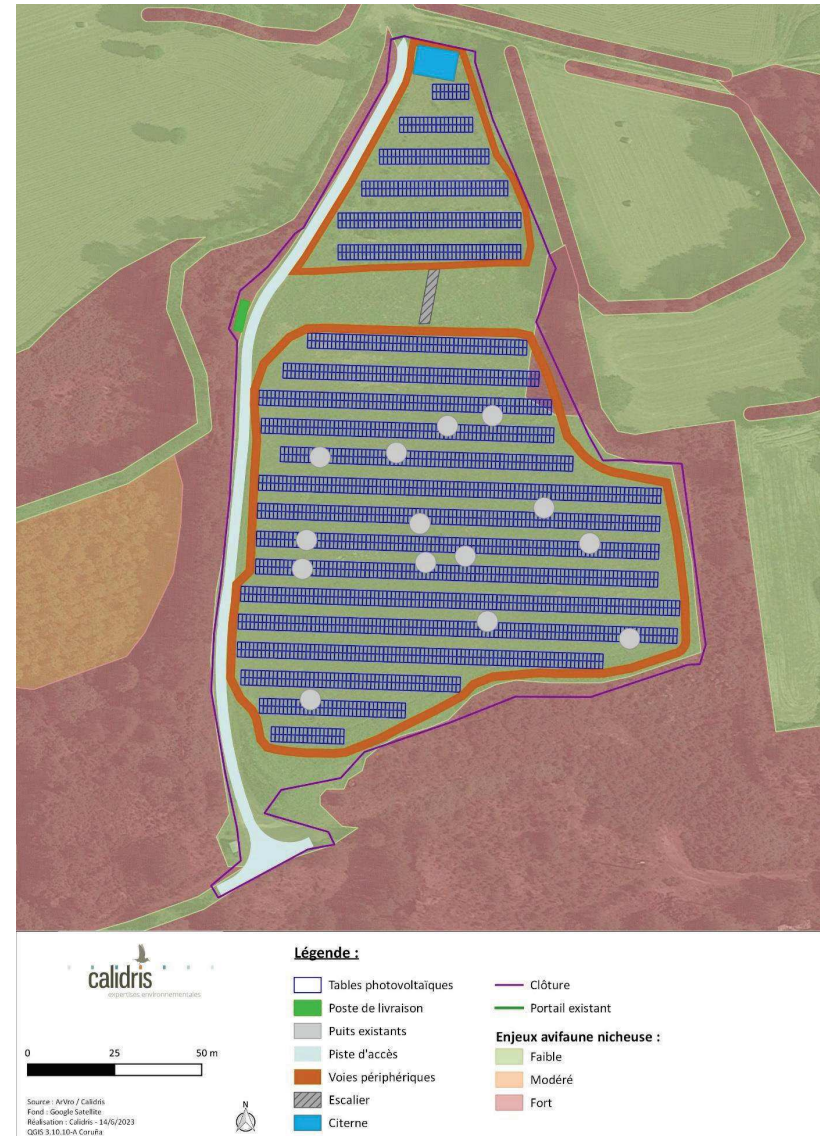 calidris
expertises environnementales
0 25 50 m
Source : ArVro / Calidris
Fond : Google Satellite
Réalisation : Calidris - 14/6/2023
QGIS 3.10.10-A Coruña
N
Légende :
Tables photovoltaïques
Poste de livraison
Puits existants
Piste d'accès
Voies périphériques
Escalier
Citerne
Clôture
Portail existant
Enjeux avifaune nicheuse :
Faible
Modéré
Fort